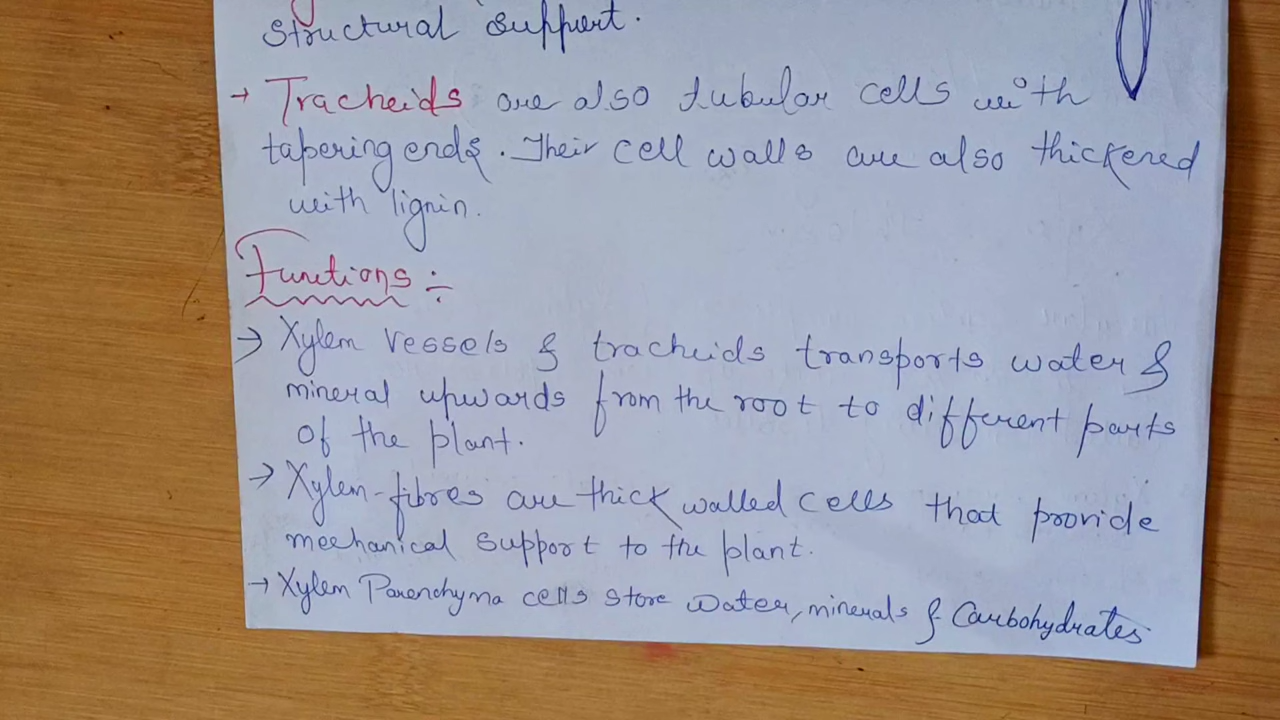 structural support.
→ Tracheids are also tubular cells with
tapering ends. Their cell walls are also thickened
with lignin.
Functions :-
→ Xylem vessels & tracheids transports water &
mineral upwards from the root to different parts
of the plant.
→ Xylem-fibres are thick walled cells that provide
mechanical support to the plant.
→ Xylem Parenchyma cells store water, minerals & Carbohydrates